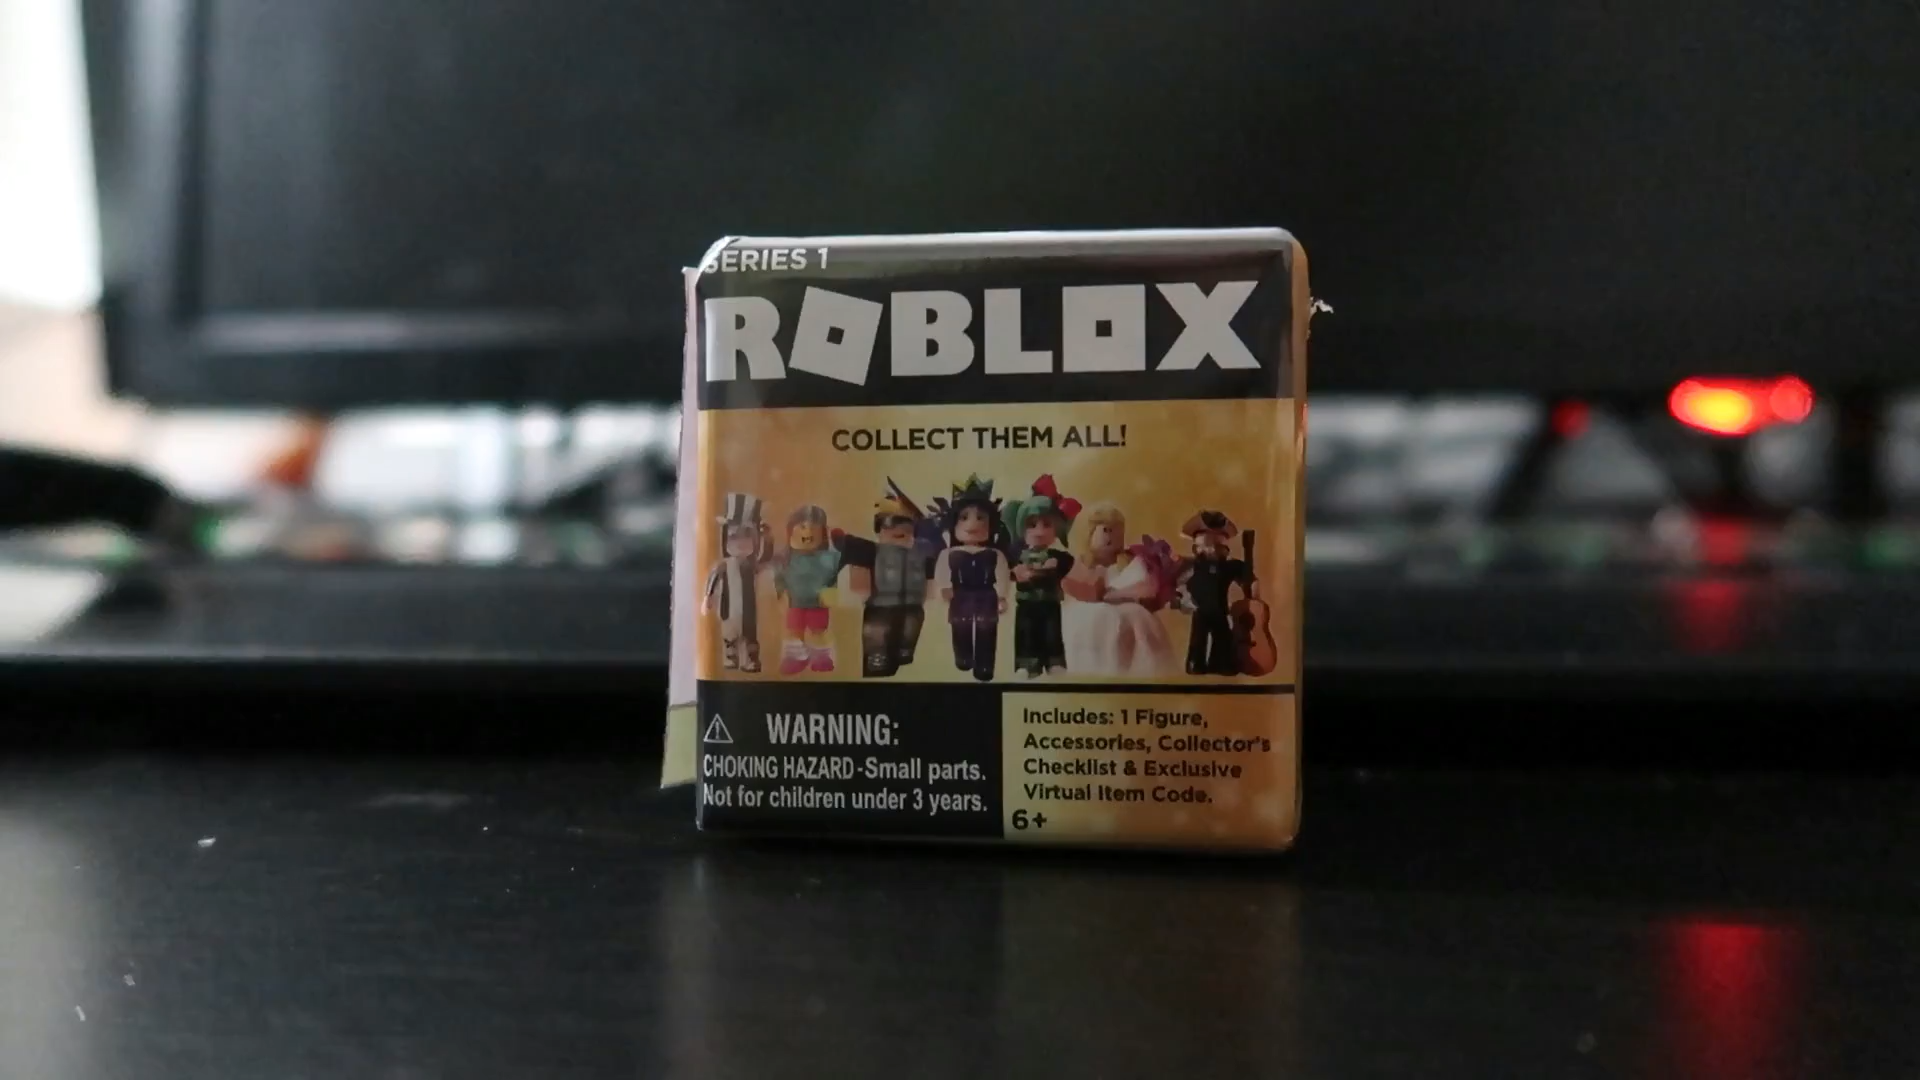 SERIES 1
ROBLOX
COLLECT THEM ALL!
WARNING:
CHOKING HAZARD-Small parts.
Not for children under 3 years.
Includes: 1 Figure,
Accessories, Collector's
Checklist & Exclusive
Virtual Item Code.
6+